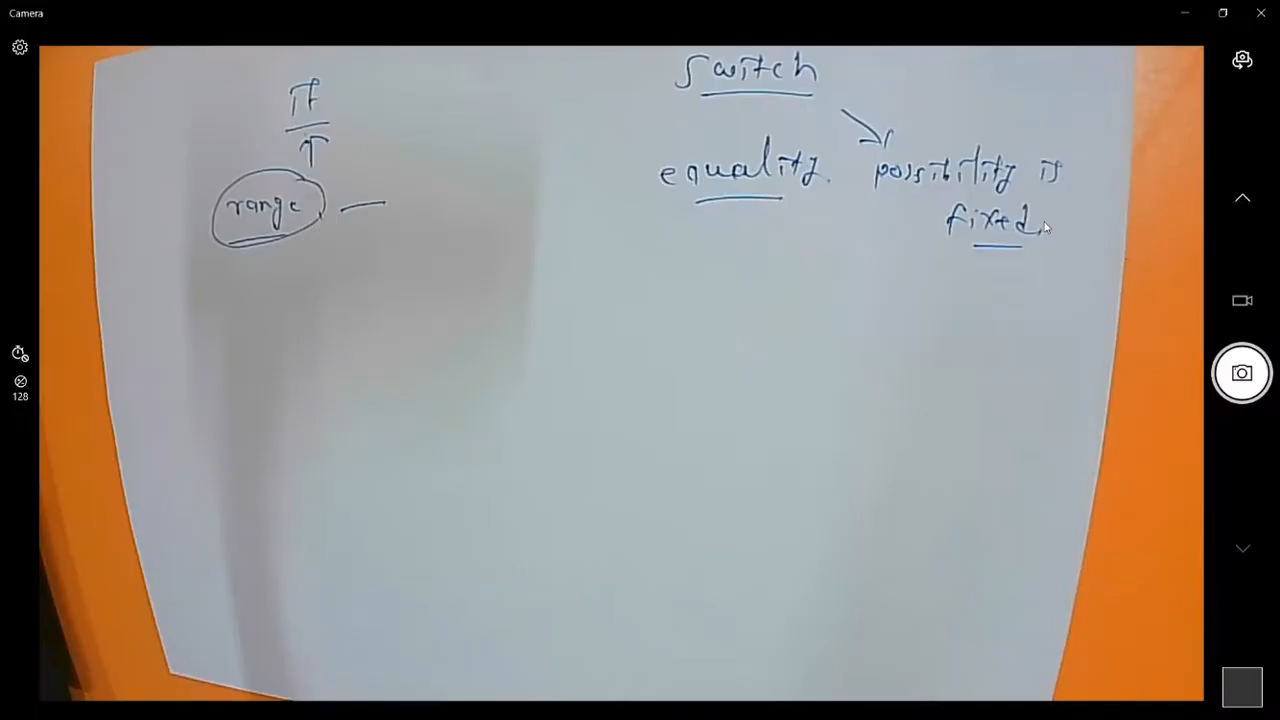 Camera
if
switch
equality. possibility is
fixed.
range —
128